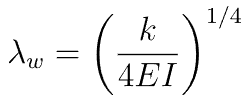 λ_w = (k / 4EI)^{1/4}